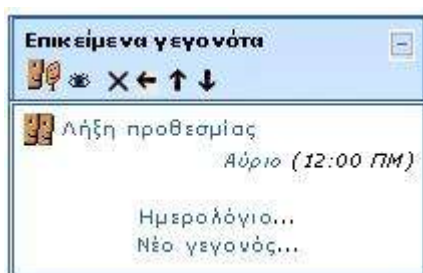 Επικείμενα γεγονότα
Λήξη προθεσμίας
Αύριο (12:00 ΠΜ)
Ημερολόγιο...
Νέο γεγονός...